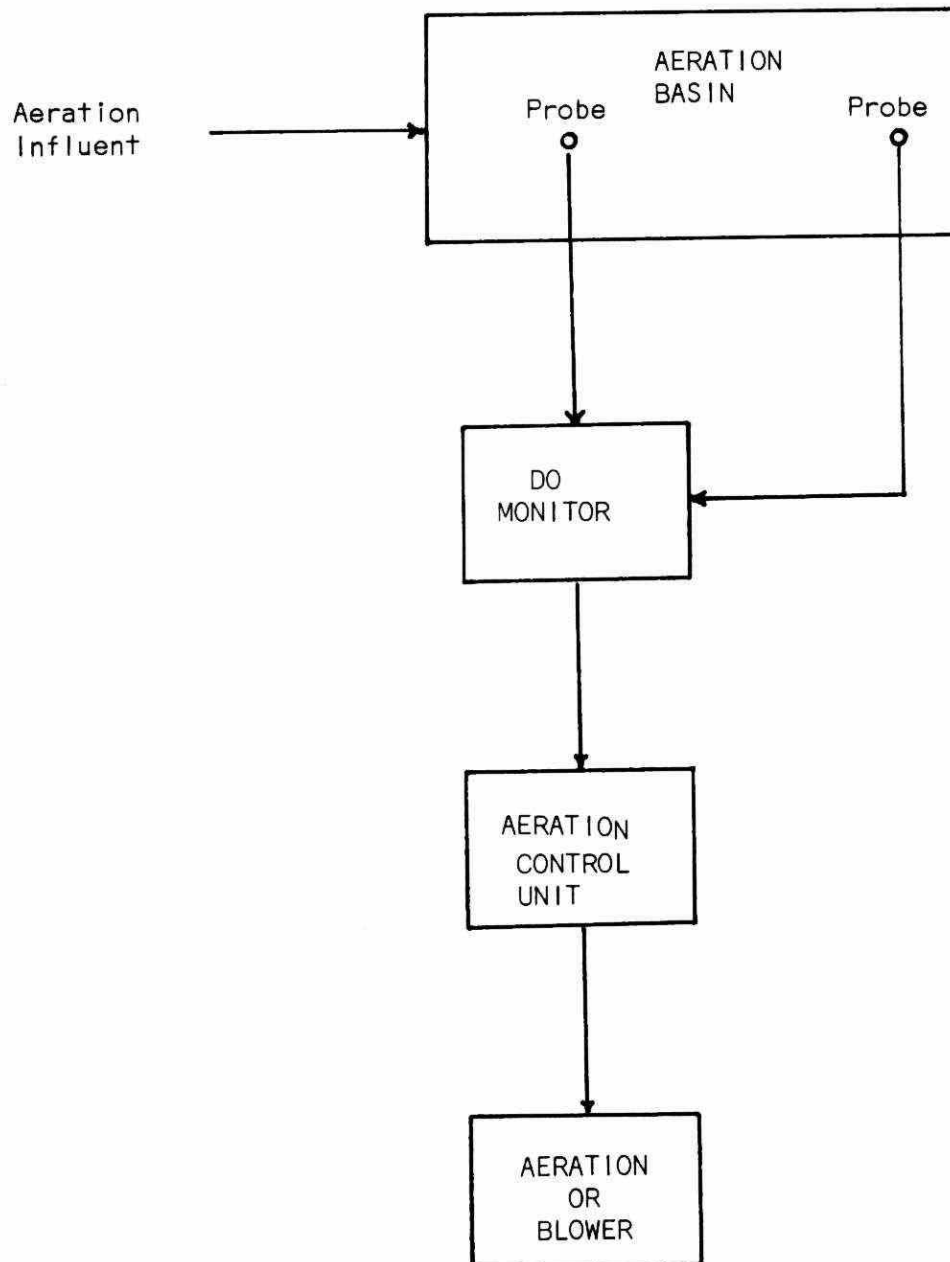 AERATION
BASIN
Aeration
Influent
Probe
Probe
DO
MONITOR
AERATION
CONTROL
UNIT
AERATION
OR
BLOWER